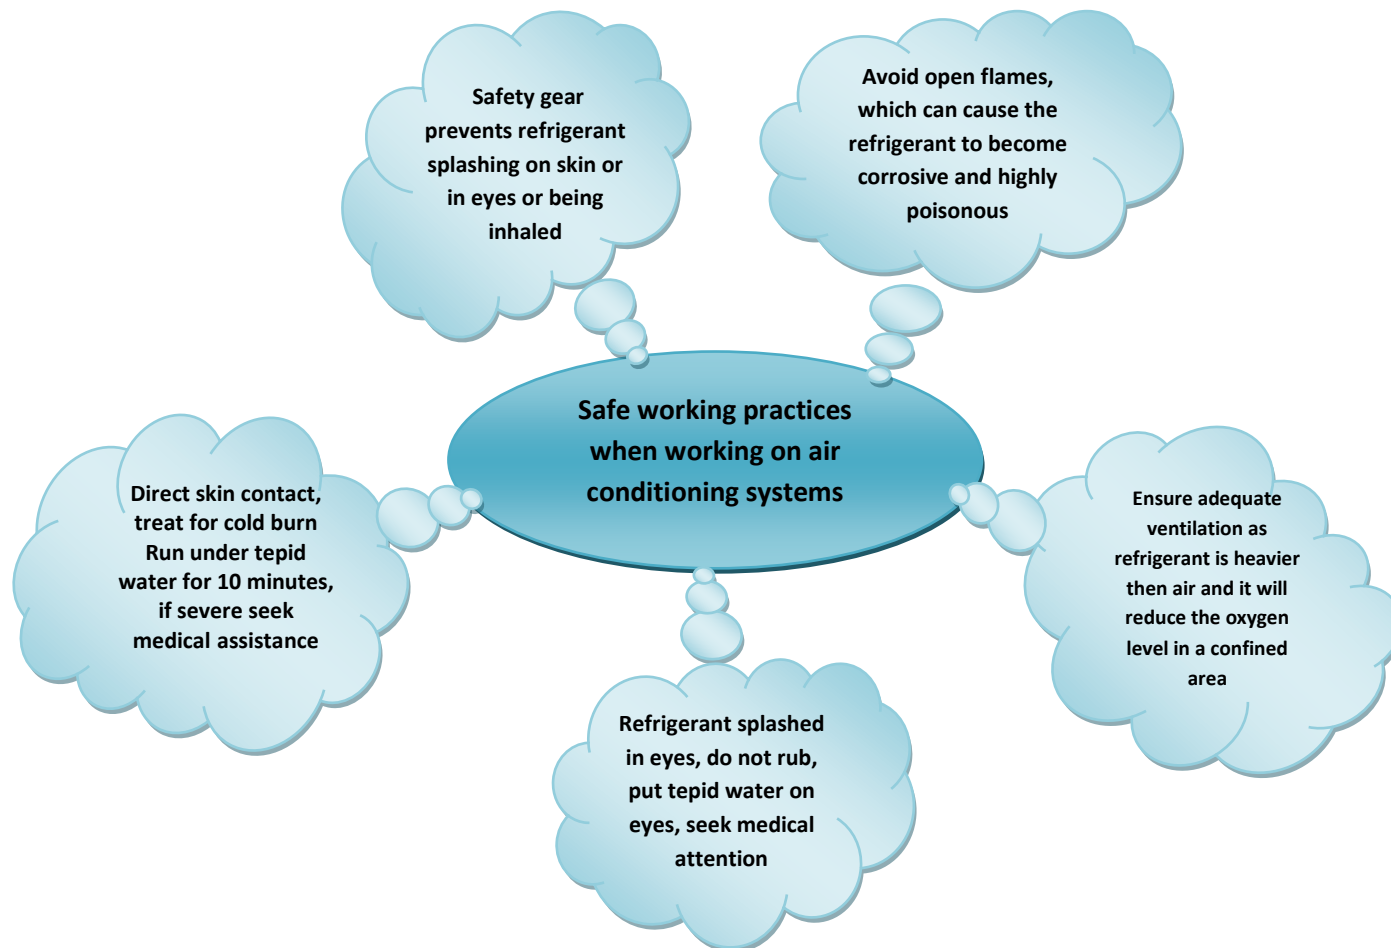 Safety gear
prevents refrigerant
splashing on skin or
in eyes or being
inhaled
Avoid open flames,
which can cause the
refrigerant to become
corrosive and highly
poisonous
Safe working practices
when working on air
conditioning systems
Direct skin contact,
treat for cold burn
Run under tepid
water for 10 minutes,
if severe seek
medical assistance
Ensure adequate
ventilation as
refrigerant is heavier
then air and it will
reduce the oxygen
level in a confined
area
Refrigerant splashed
in eyes, do not rub,
put tepid water on
eyes, seek medical
attention